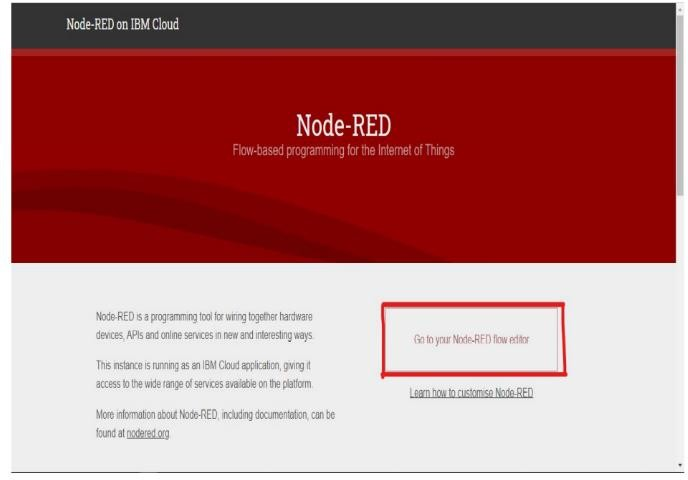 Node-RED on IBM Cloud
Node-RED
Flow-based programming for the Internet of Things
Node-RED is a programming tool for wiring together hardware
devices, APIs and online services in new and interesting ways.
This instance is running as an IBM Cloud application, giving it
access to the wide range of services available on the platform.
More information about Node-RED, including documentation, can be
found at nodered.org.
Go to your Node-RED flow editor
Learn how to customise Node-RED